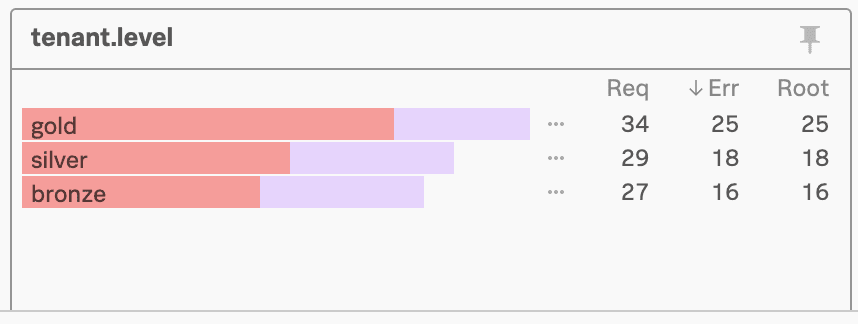 tenant.level
Req ↓ Err Root
gold ··· 34 25 25
silver ··· 29 18 18
bronze ··· 27 16 16